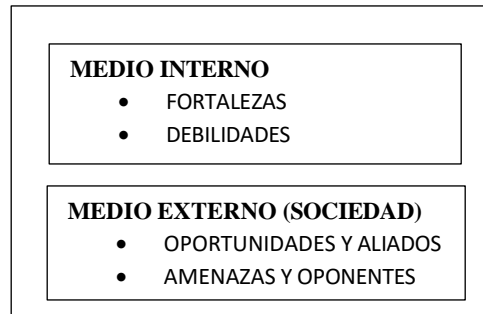 MEDIO INTERNO
• FORTALEZAS
• DEBILIDADES
MEDIO EXTERNO (SOCIEDAD)
• OPORTUNIDADES Y ALIADOS
• AMENAZAS Y OPONENTES